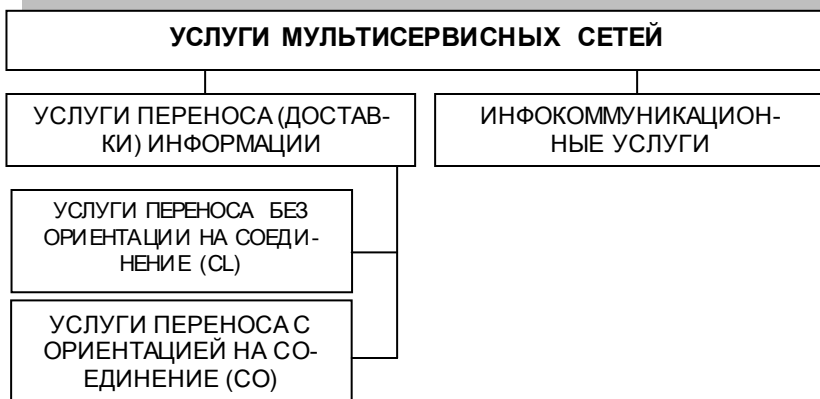 УСЛУГИ МУЛЬТИСЕРВИСНЫХ СЕТЕЙ
УСЛУГИ ПЕРЕНОСА (ДОСТАВ-
КИ) ИНФОРМАЦИИ
ИНФОКОММУНИКАЦИОН-
НЫЕ УСЛУГИ
УСЛУГИ ПЕРЕНОСА БЕЗ
ОРИЕНТАЦИИ НА СОЕДИ-
НЕНИЕ (CL)
УСЛУГИ ПЕРЕНОСА С
ОРИЕНТАЦИЕЙ НА СО-
ЕДИНЕНИЕ (CO)